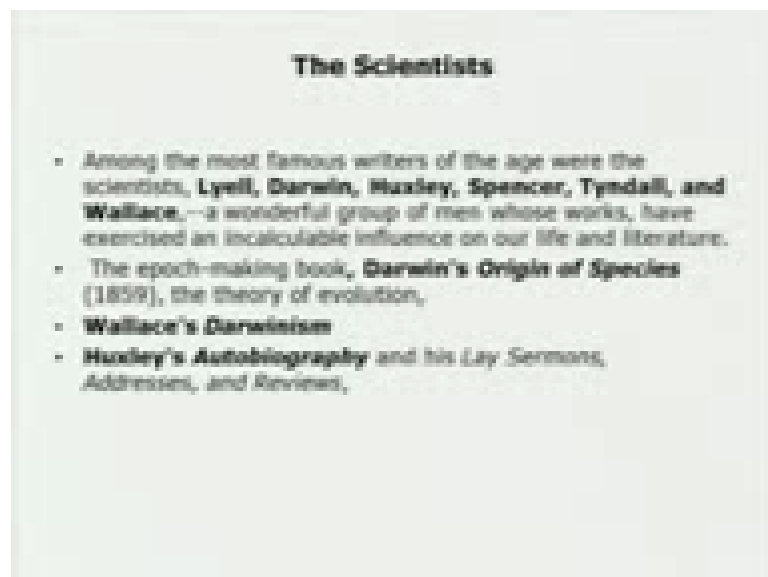 The Scientists
• Among the most famous writers of the age were the
scientists, Lyell, Darwin, Huxley, Spencer, Tyndall, and
Wallace,—a wonderful group of men whose works, have
exercised an incalculable influence on our life and literature.
• The epoch-making book, Darwin's Origin of Species
(1859), the theory of evolution,
• Wallace's Darwinism
• Huxley's Autobiography and his Lay Sermons,
Addresses, and Reviews,